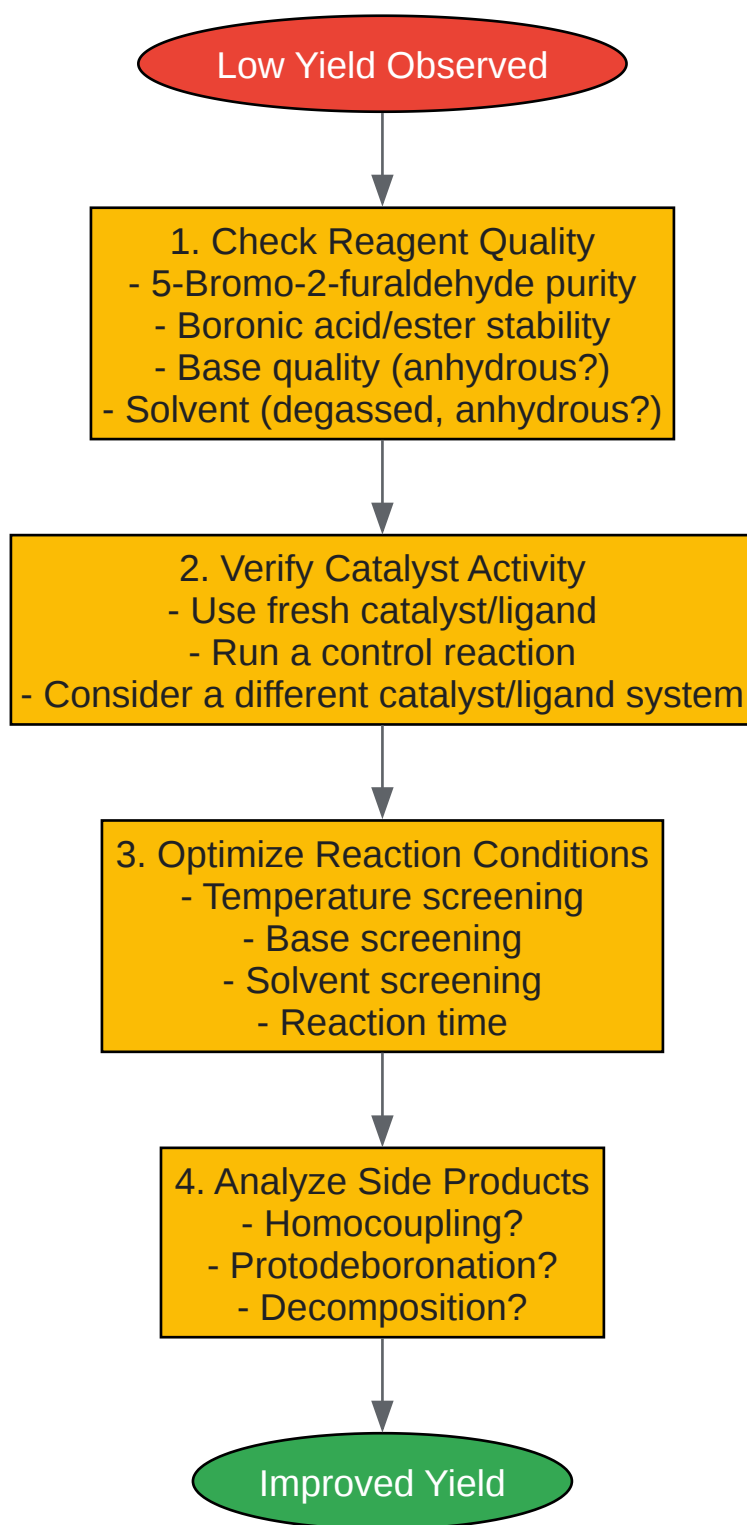 Low Yield Observed
1. Check Reagent Quality
- 5-Bromo-2-furaldehyde purity
- Boronic acid/ester stability
- Base quality (anhydrous?)
- Solvent (degassed, anhydrous?)
2. Verify Catalyst Activity
- Use fresh catalyst/ligand
- Run a control reaction
- Consider a different catalyst/ligand system
3. Optimize Reaction Conditions
- Temperature screening
- Base screening
- Solvent screening
- Reaction time
4. Analyze Side Products
- Homocoupling?
- Protodeboronation?
- Decomposition?
Improved Yield